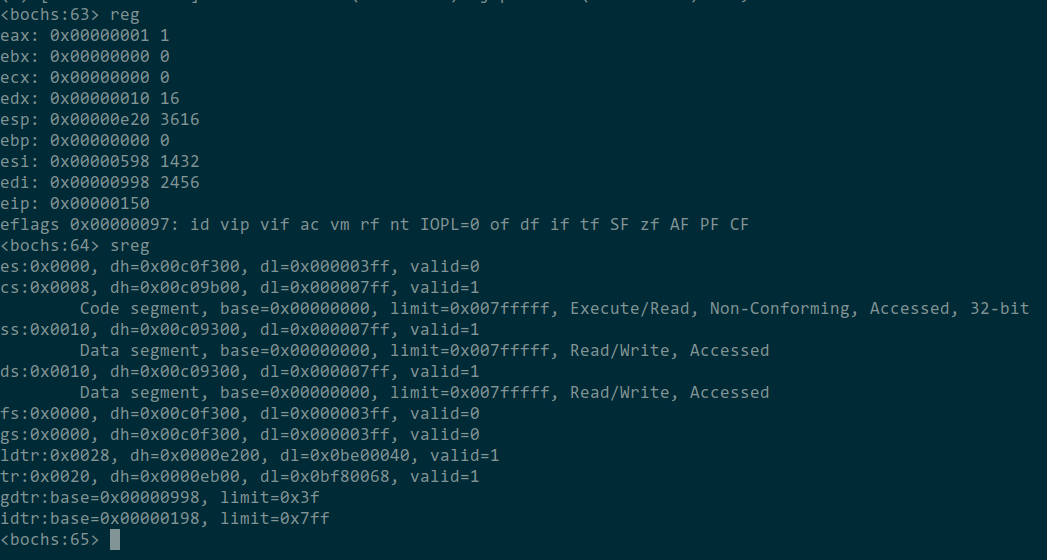 <bochs:63> reg
eax: 0x00000001 1
ebx: 0x00000000 0
ecx: 0x00000000 0
edx: 0x00000010 16
esp: 0x00000e20 3616
ebp: 0x00000000 0
esi: 0x00000598 1432
edi: 0x00000998 2456
eip: 0x00000150
eflags 0x00000097: id vip vif ac vm rf nt IOPL=0 of df if tf SF zf AF PF CF
<bochs:64> sreg
es:0x0000, dh=0x00c0f300, dl=0x000003ff, valid=0
cs:0x0008, dh=0x00c09b00, dl=0x000007ff, valid=1
        Code segment, base=0x00000000, limit=0x007fffff, Execute/Read, Non-Conforming, Accessed, 32-bit
ss:0x0010, dh=0x00c09300, dl=0x000007ff, valid=1
        Data segment, base=0x00000000, limit=0x007fffff, Read/Write, Accessed
ds:0x0010, dh=0x00c09300, dl=0x000007ff, valid=1
        Data segment, base=0x00000000, limit=0x007fffff, Read/Write, Accessed
fs:0x0000, dh=0x00c0f300, dl=0x000003ff, valid=0
gs:0x0000, dh=0x00c0f300, dl=0x000003ff, valid=0
ldtr:0x0028, dh=0x0000e200, dl=0x0be00040, valid=1
tr:0x0020, dh=0x0000eb00, dl=0x0bf80068, valid=1
gdtr:base=0x00000998, limit=0x3f
idtr:base=0x00000198, limit=0x7ff
<bochs:65>